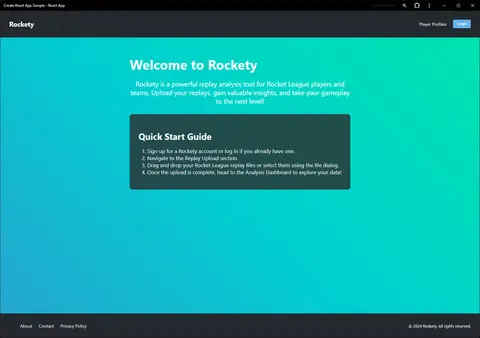 Create React App Sample - React App
Rockety
Player Profiles
Login
Welcome to Rockety
Rockety is a powerful replay analysis tool for Rocket League players and
teams. Upload your replays, gain valuable insights, and take your gameplay
to the next level!
Quick Start Guide
1. Sign up for a Rockety account or log in if you already have one.
2. Navigate to the Replay Upload section.
3. Drag and drop your Rocket League replay files or select them using the file dialog.
4. Once the upload is complete, head to the Analysis Dashboard to explore your data!
About
Contact
Privacy Policy
© 2024 Rockety. All rights reserved.